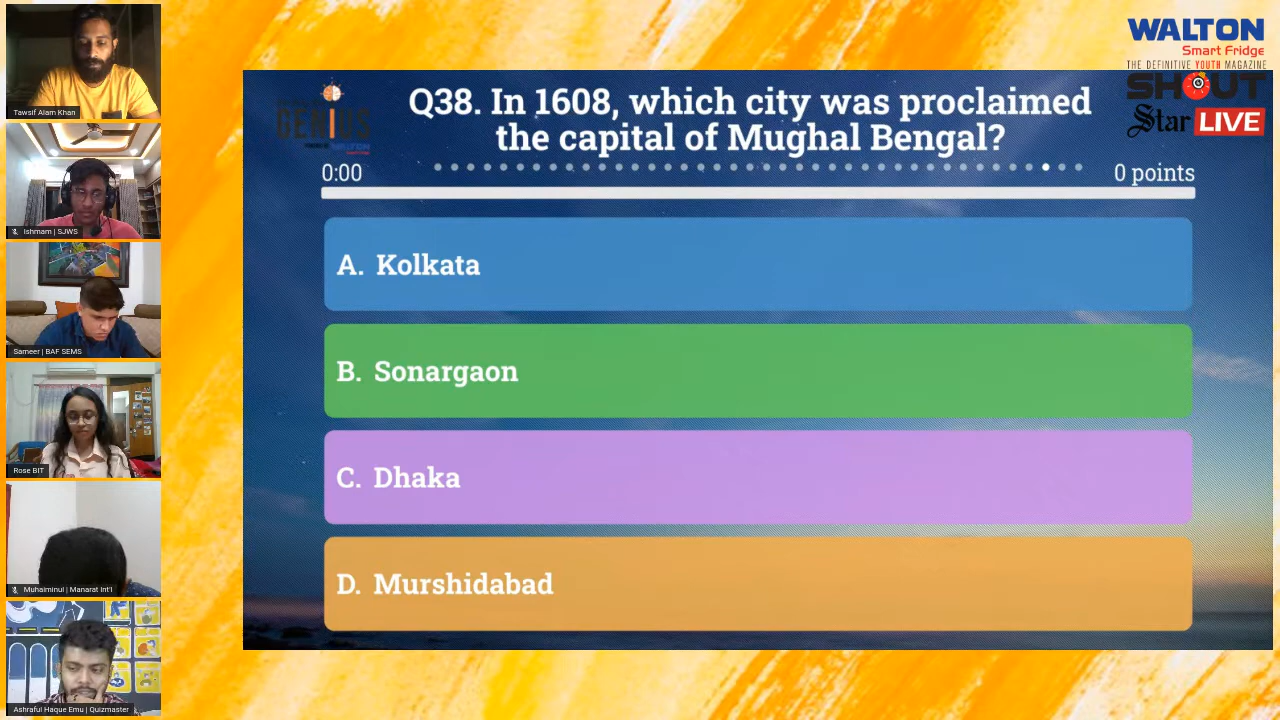 WALTON
Smart Fridge
THE DEFINITIVE YOUTH MAGAZINE
SHOUT
Star LIVE
GENIUS
Q38. In 1608, which city was proclaimed
the capital of Mughal Bengal?
0:00
0 points
A. Kolkata
B. Sonargaon
C. Dhaka
D. Murshidabad
Tawsif Alam Khan
Ishmam | SJWS
Sameer | BAF SEMS
Rose BIT
Muhaiminul | Manarat Int'l
Ashraful Haque Emu | Quizmaster